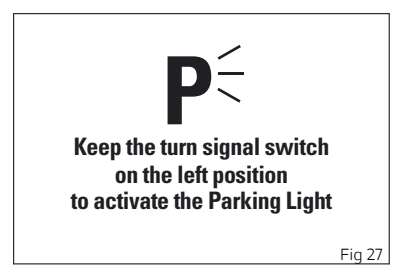 P
Keep the turn signal switch
on the left position
to activate the Parking Light
Fig 27